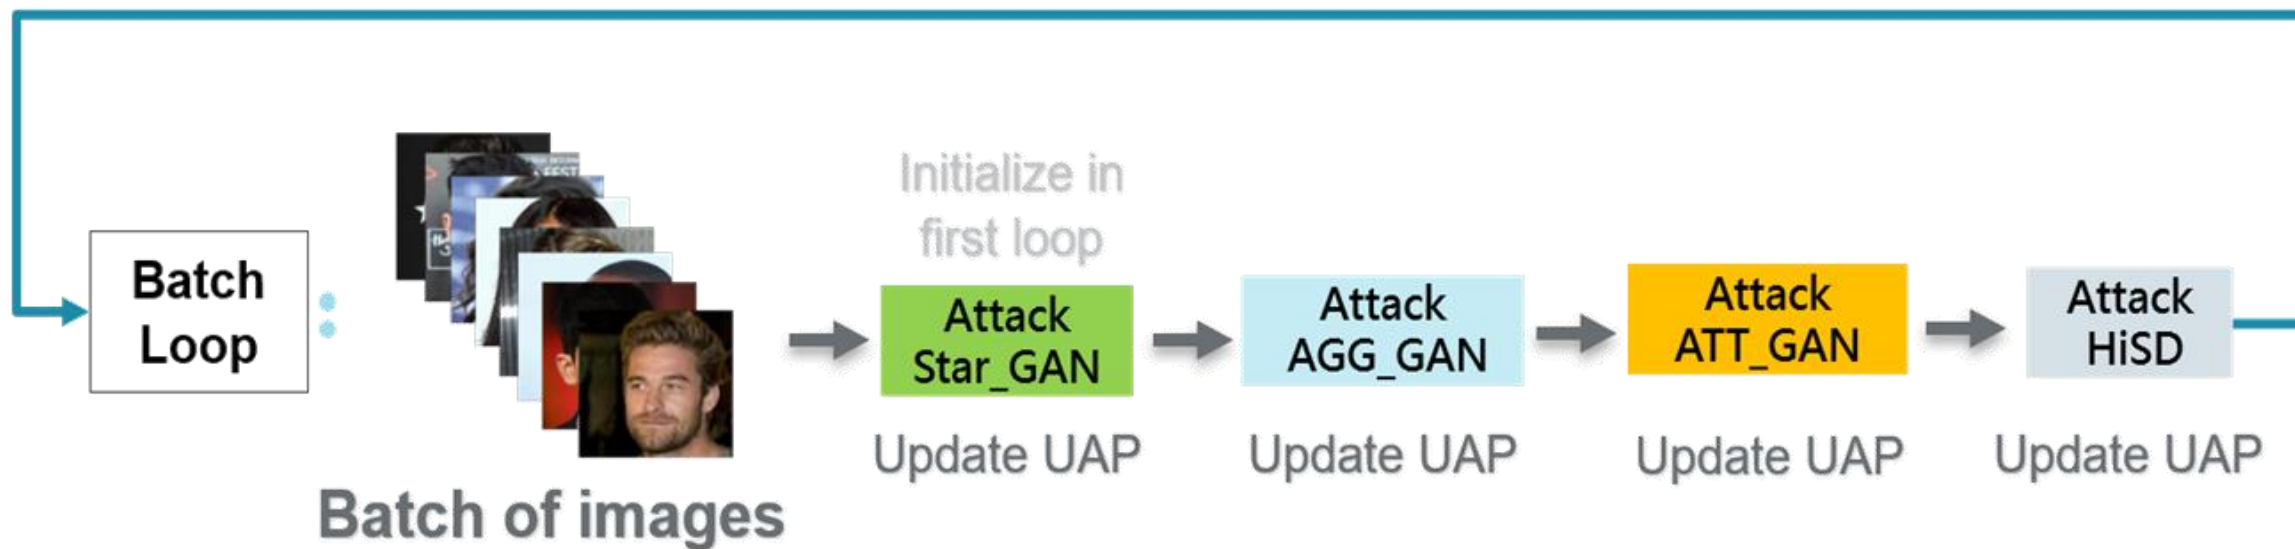 Batch
Loop
FEST
Batch of images
Initialize in
first loop
Attack
Star_GAN
Update UAP
Attack
AGG_GAN
Update UAP
Attack
ATT_GAN
Update UAP
Attack
HiSD
Update UAP